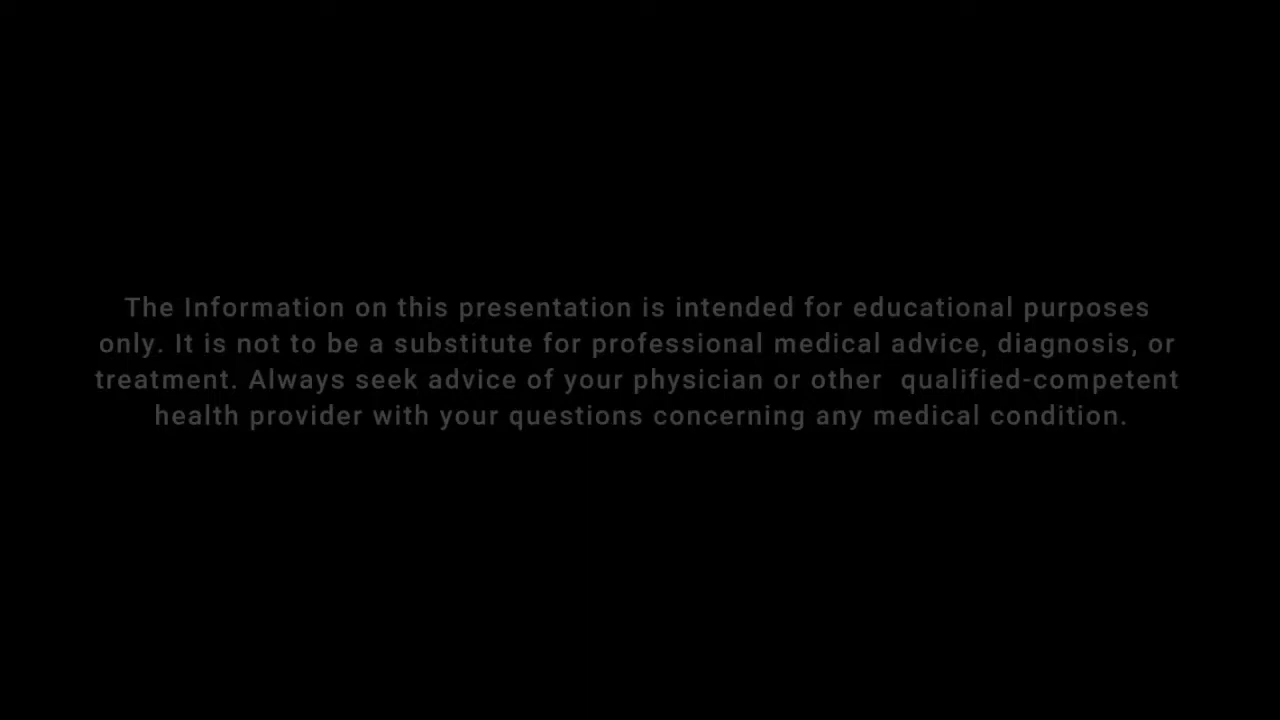 The Information on this presentation is intended for educational purposes
only. It is not to be a substitute for professional medical advice, diagnosis, or
treatment. Always seek advice of your physician or other  qualified-competent
health provider with your questions concerning any medical condition.